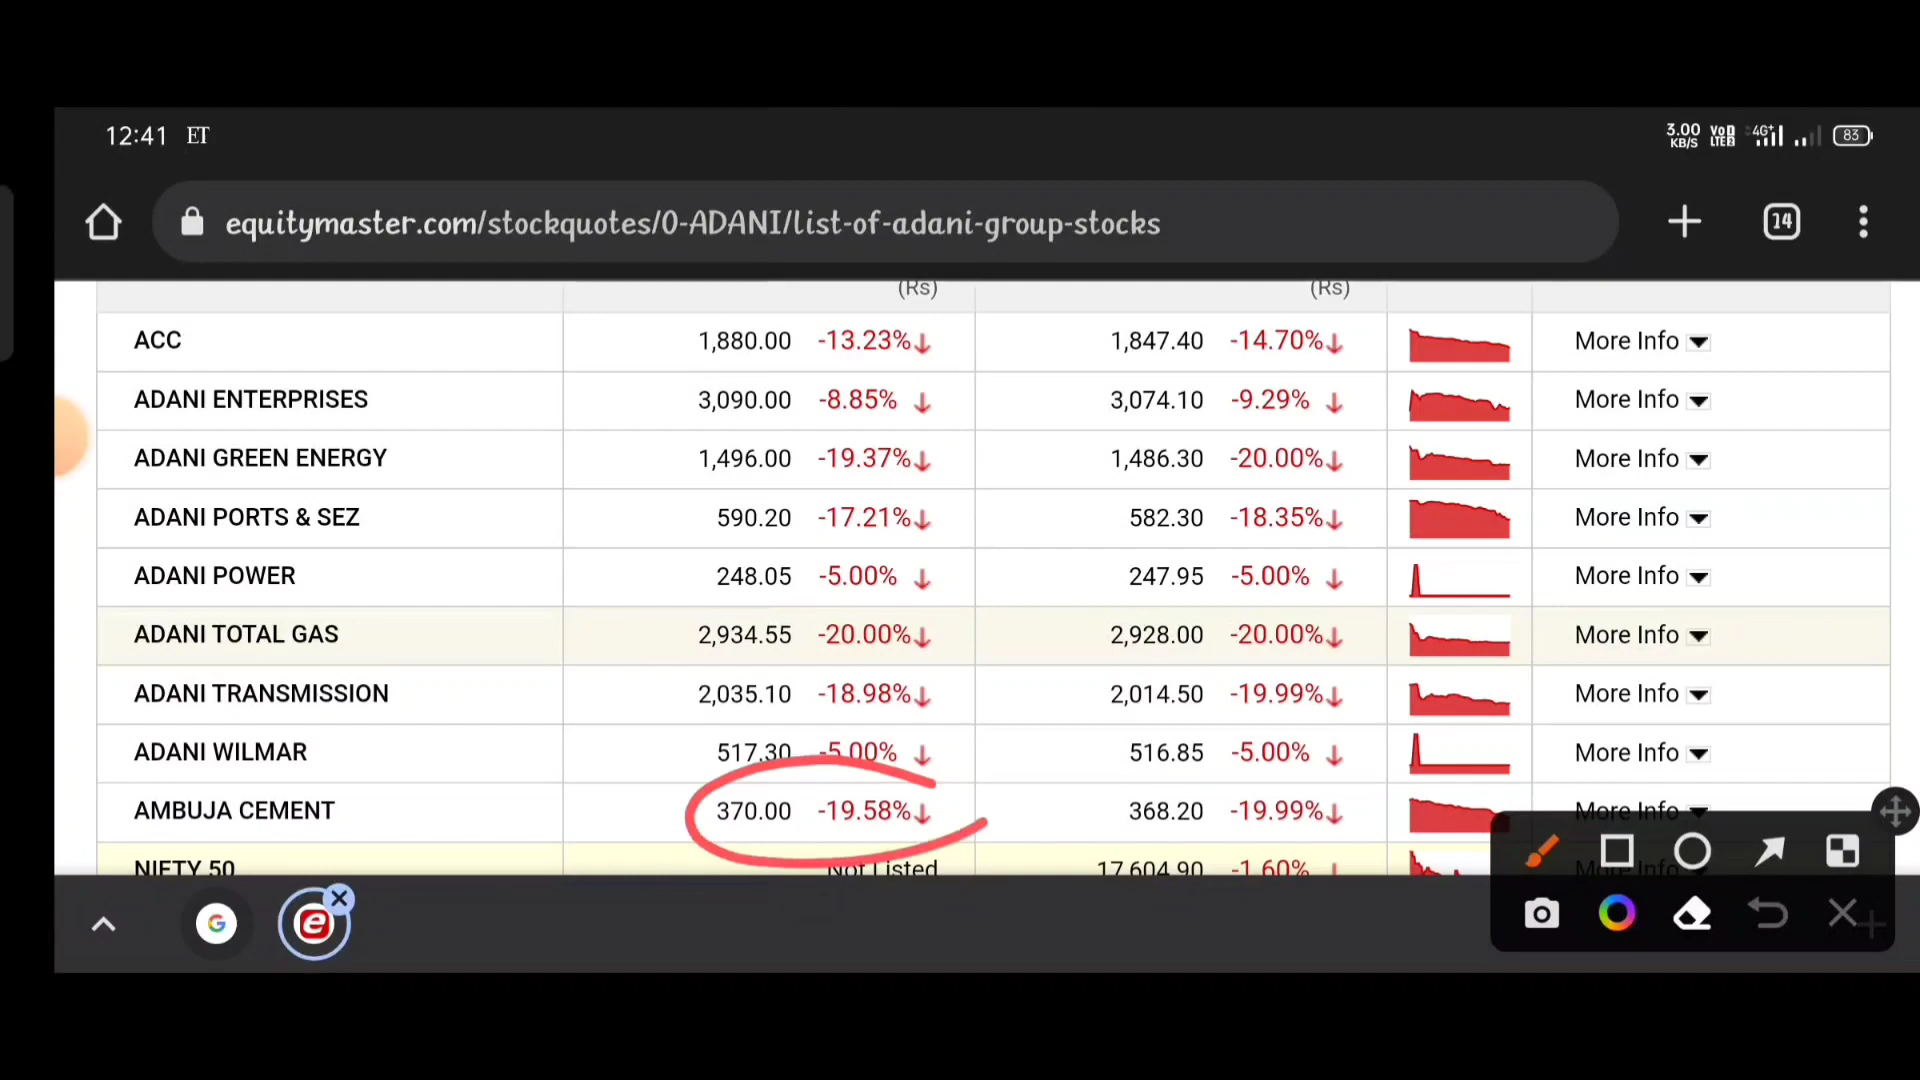 12:41 ET 3.00 KB/S VoD LTE2 4G+ 83
equitymaster.com/stockquotes/0-ADANI/list-of-adani-group-stocks 14
(Rs) (Rs)
ACC 1,880.00 -13.23% 1,847.40 -14.70% More Info
ADANI ENTERPRISES 3,090.00 -8.85% 3,074.10 -9.29% More Info
ADANI GREEN ENERGY 1,496.00 -19.37% 1,486.30 -20.00% More Info
ADANI PORTS & SEZ 590.20 -17.21% 582.30 -18.35% More Info
ADANI POWER 248.05 -5.00% 247.95 -5.00% More Info
ADANI TOTAL GAS 2,934.55 -20.00% 2,928.00 -20.00% More Info
ADANI TRANSMISSION 2,035.10 -18.98% 2,014.50 -19.99% More Info
ADANI WILMAR 517.30 -5.00% 516.85 -5.00% More Info
AMBUJA CEMENT 370.00 -19.58% 368.20 -19.99% More Info
NIFTY 50 Not Listed 17,604.90 -1.60% More Info
G e